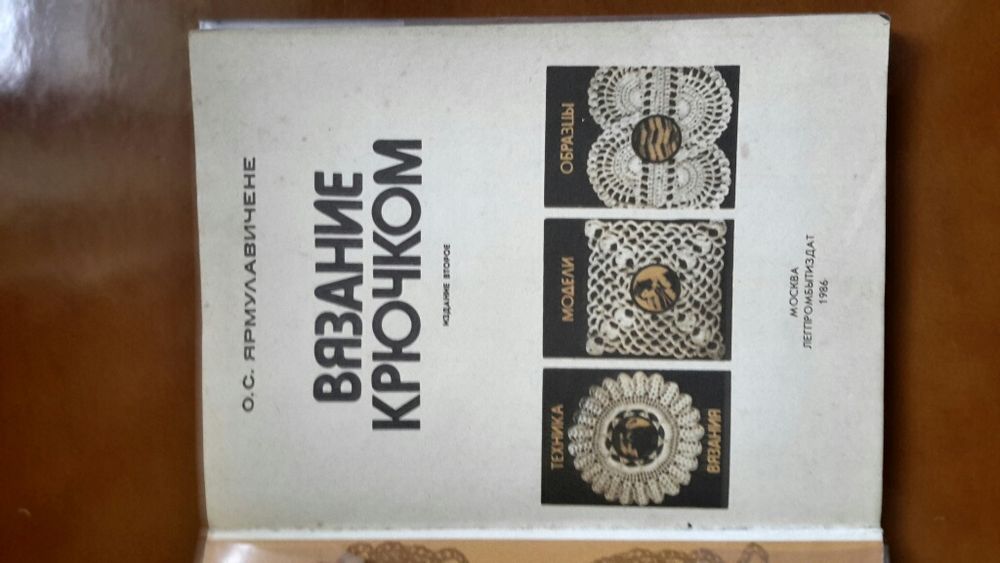 О.С. ЯРМУЛАВИЧЕНЕ
ВЯЗАНИЕ
КРЮЧКОМ
ИЗДАНИЕ ВТОРОЕ
ТЕХНИКА
ВЯЗАНИЯ
МОДЕЛИ
ОБРАЗЦЫ
МОСКВА
ЛЕГПРОМБЫТИЗДАТ
1986